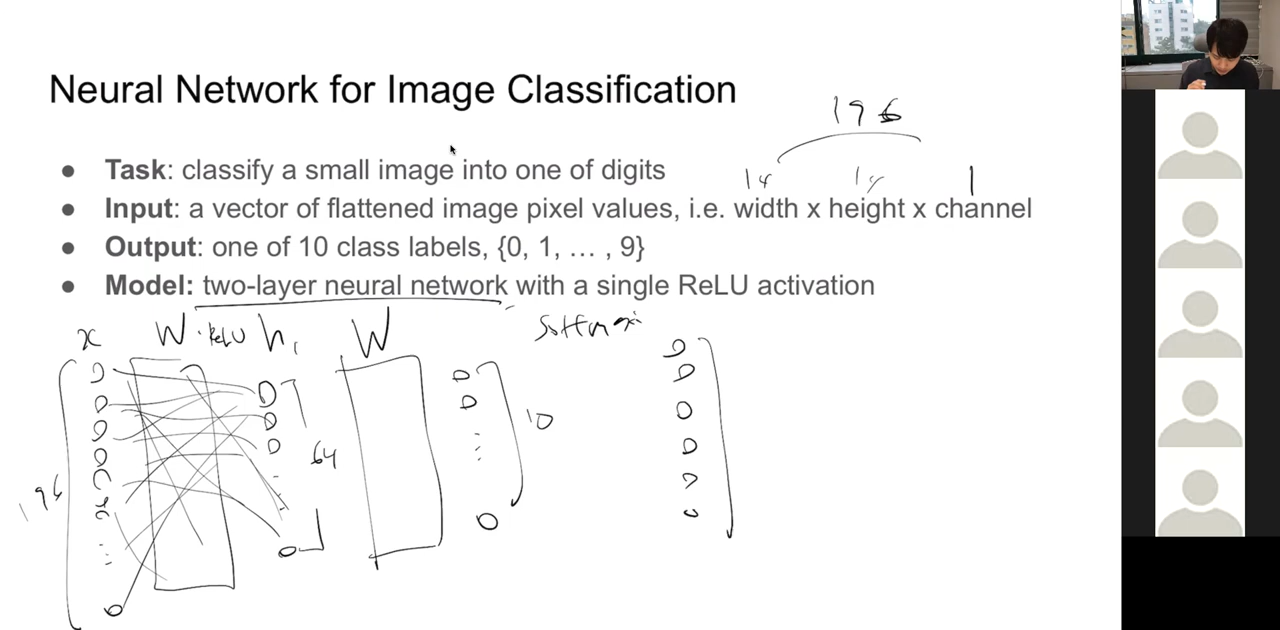 Neural Network for Image Classification
196
14 14 1
● Task: classify a small image into one of digits
● Input: a vector of flattened image pixel values, i.e. width x height x channel
● Output: one of 10 class labels, {0, 1, … , 9}
● Model: two-layer neural network with a single ReLU activation
x W · ReLU h₁ W softmax
196
64
10